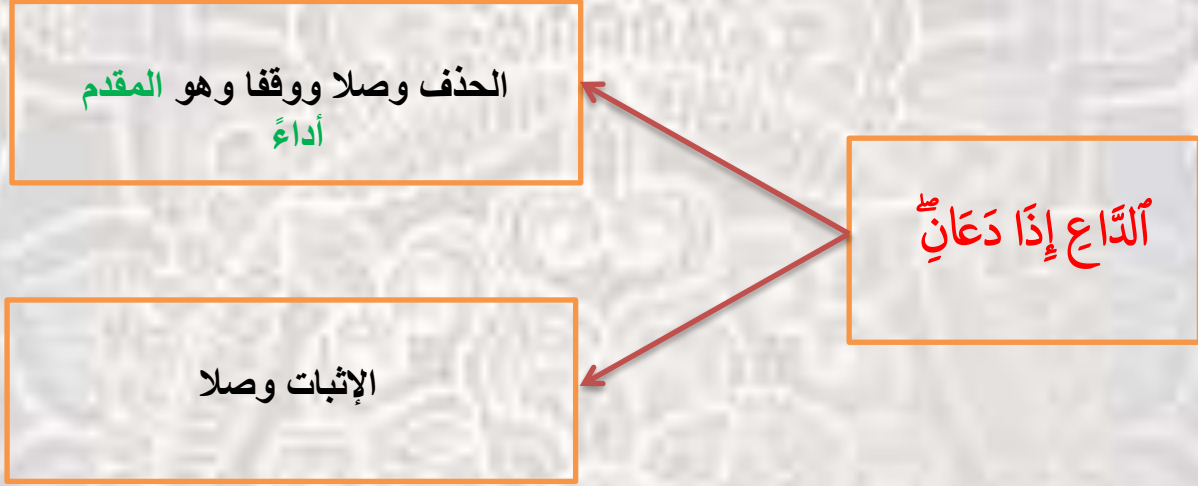 ٱلدَّاعِ إِذَا دَعَانِۖ
الحذف وصلا ووقفا وهو المقدم
أداءً
الإثبات وصلا